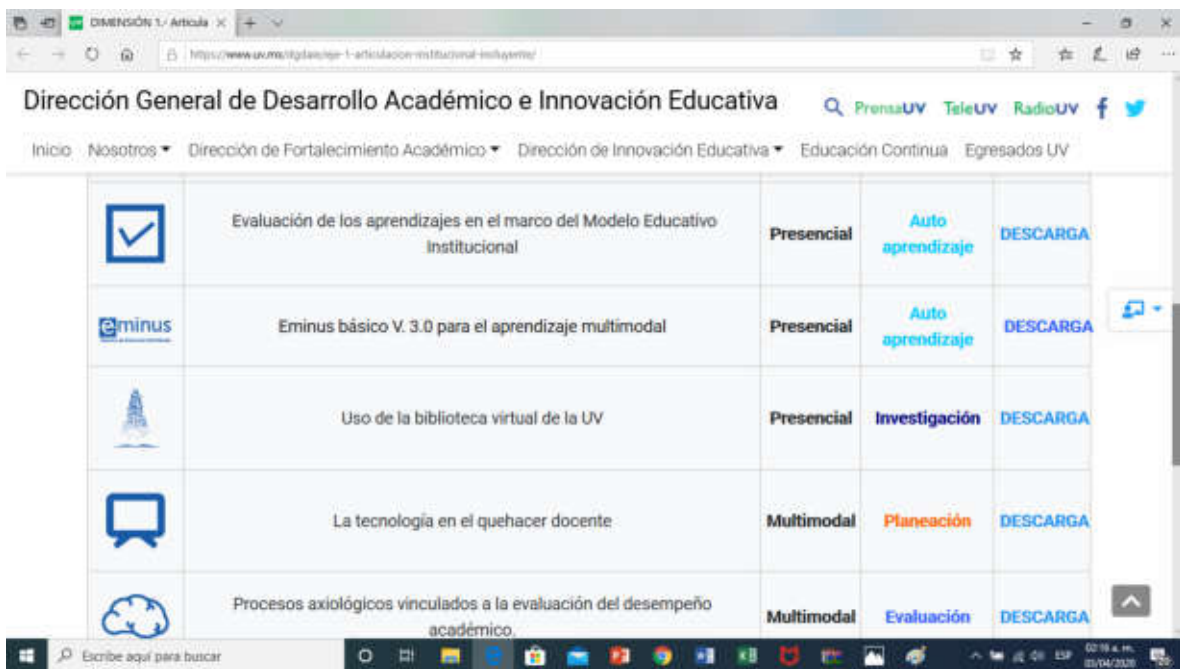 DIMENSIÓN 1.- Articula
Dirección General de Desarrollo Académico e Innovación Educativa
PrensaUV TeleUV RadioUV
Inicio Nosotros Dirección de Fortalecimiento Académico Dirección de Innovación Educativa Educación Continua Egresados UV
Evaluación de los aprendizajes en el marco del Modelo Educativo
Institucional
Presencial
Auto
aprendizaje
DESCARGA
eminus
Eminus básico V. 3.0 para el aprendizaje multimodal
Presencial
Auto
aprendizaje
DESCARGA
Uso de la biblioteca virtual de la UV
Presencial
Investigación
DESCARGA
La tecnología en el quehacer docente
Multimodal
Planeación
DESCARGA
Procesos axiológicos vinculados a la evaluación del desempeño
académico.
Multimodal
Evaluación
DESCARGA
Escribe aquí para buscar
ESP